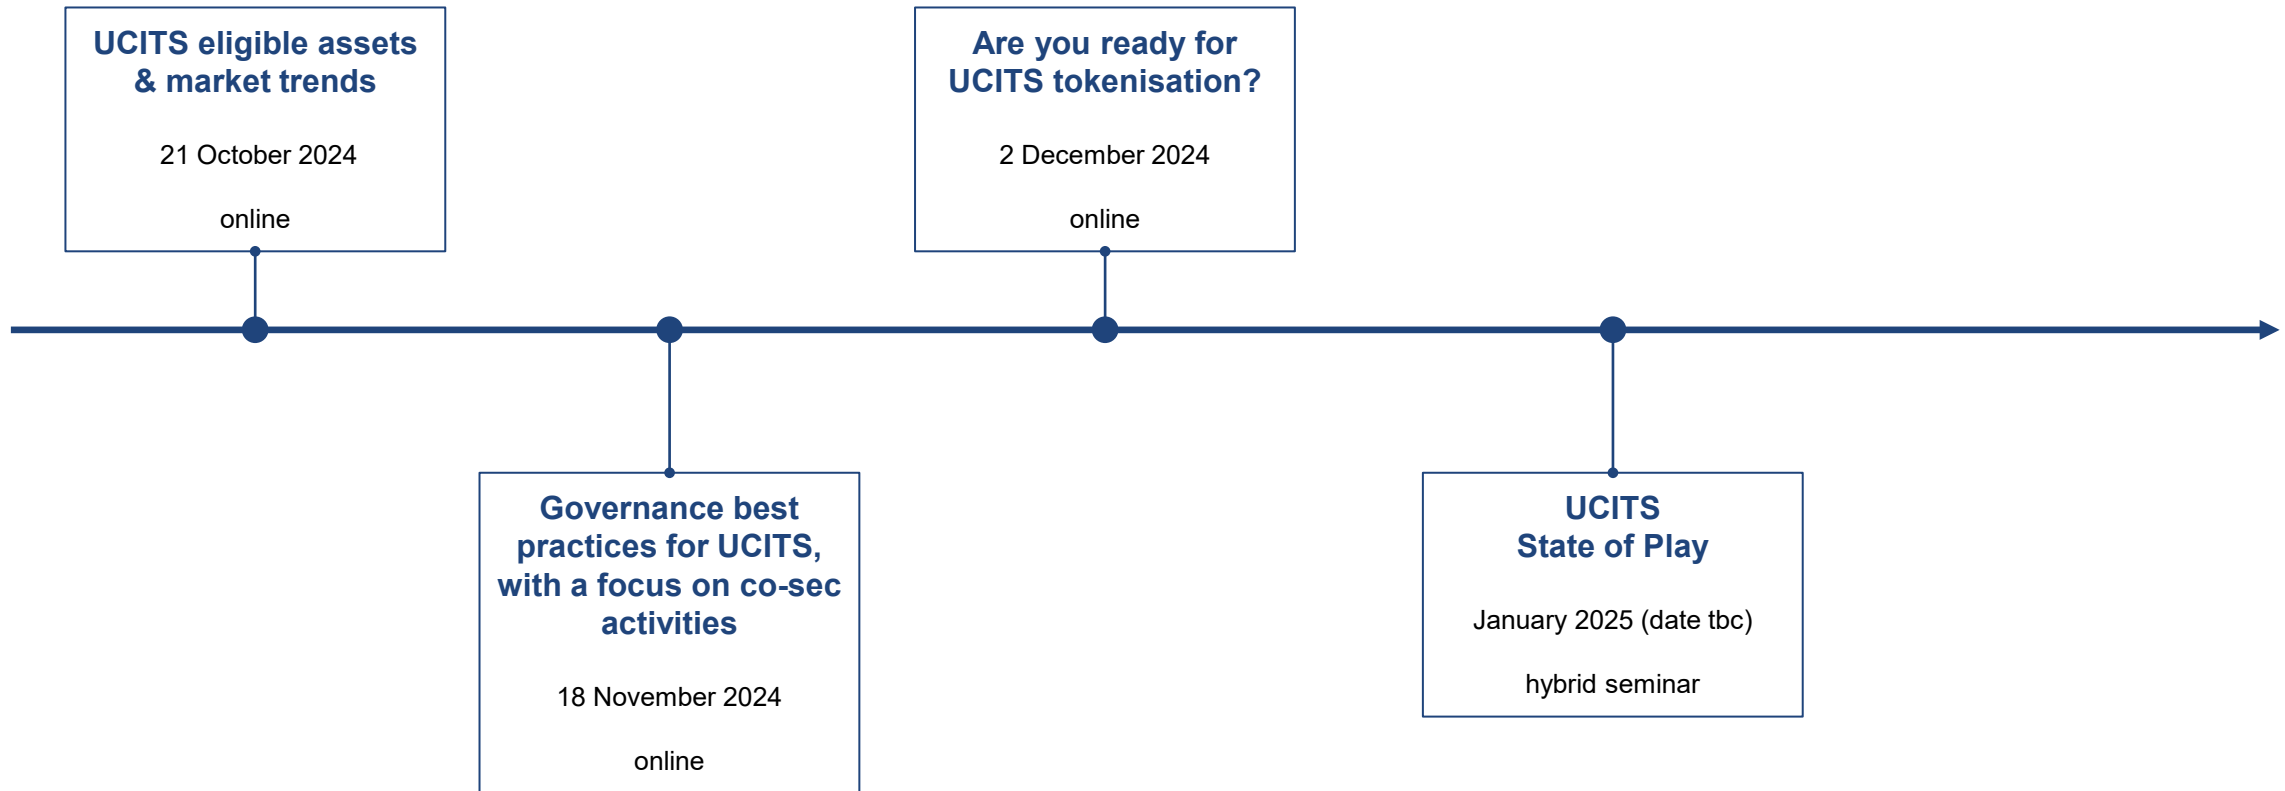 UCITS eligible assets
& market trends
21 October 2024
online
Governance best
practices for UCITS,
with a focus on co-sec
activities
18 November 2024
online
Are you ready for
UCITS tokenisation?
2 December 2024
online
UCITS
State of Play
January 2025 (date tbc)
hybrid seminar